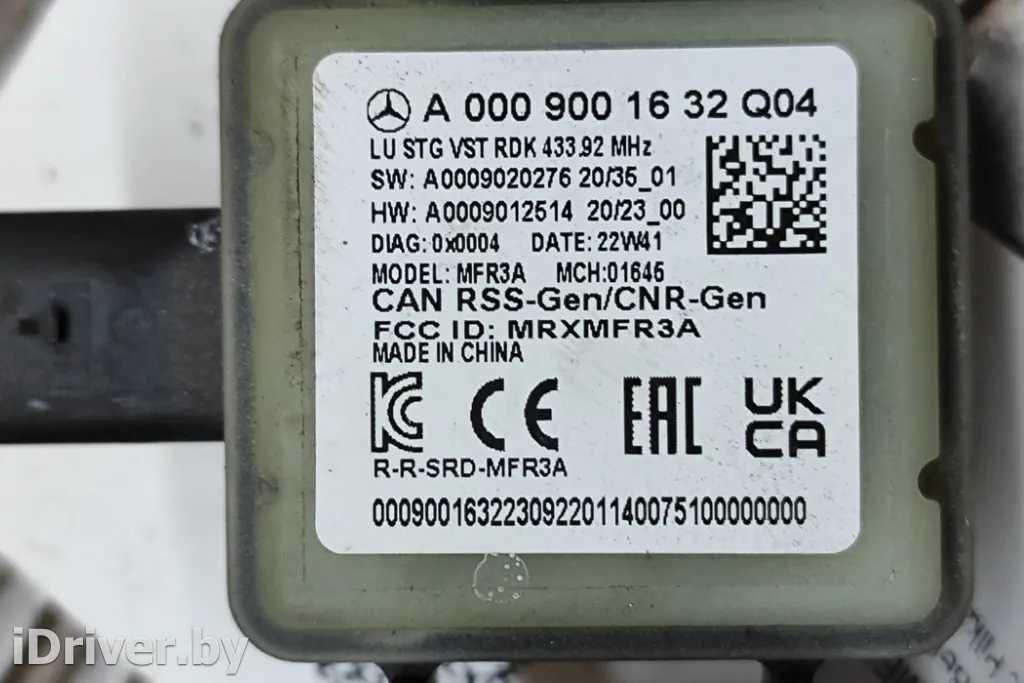 A 000 900 16 32 Q04
LU STG VST RDK 433.92 MHz
SW: A0009020276 20/35_01
HW: A0009012514 20/23_00
DIAG: 0x0004 DATE: 22W41
MODEL: MFR3A MCH:01645
CAN RSS-Gen/CNR-Gen
FCC ID: MRXMFR3A
MADE IN CHINA
KC CE EAC UK CA
R-R-SRD-MFR3A
000900163223092201140075100000000
iDriver.by